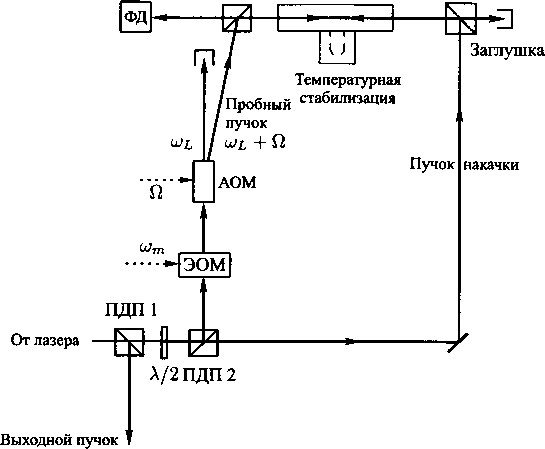 ФД
Заглушка
Температурная
стабилизация
Пробный
пучок
ω_L
ω_L + Ω
Пучок накачки
Ω
АОМ
ω_m
ЭОМ
ПДП 1
От лазера
λ/2 ПДП 2
Выходной пучок